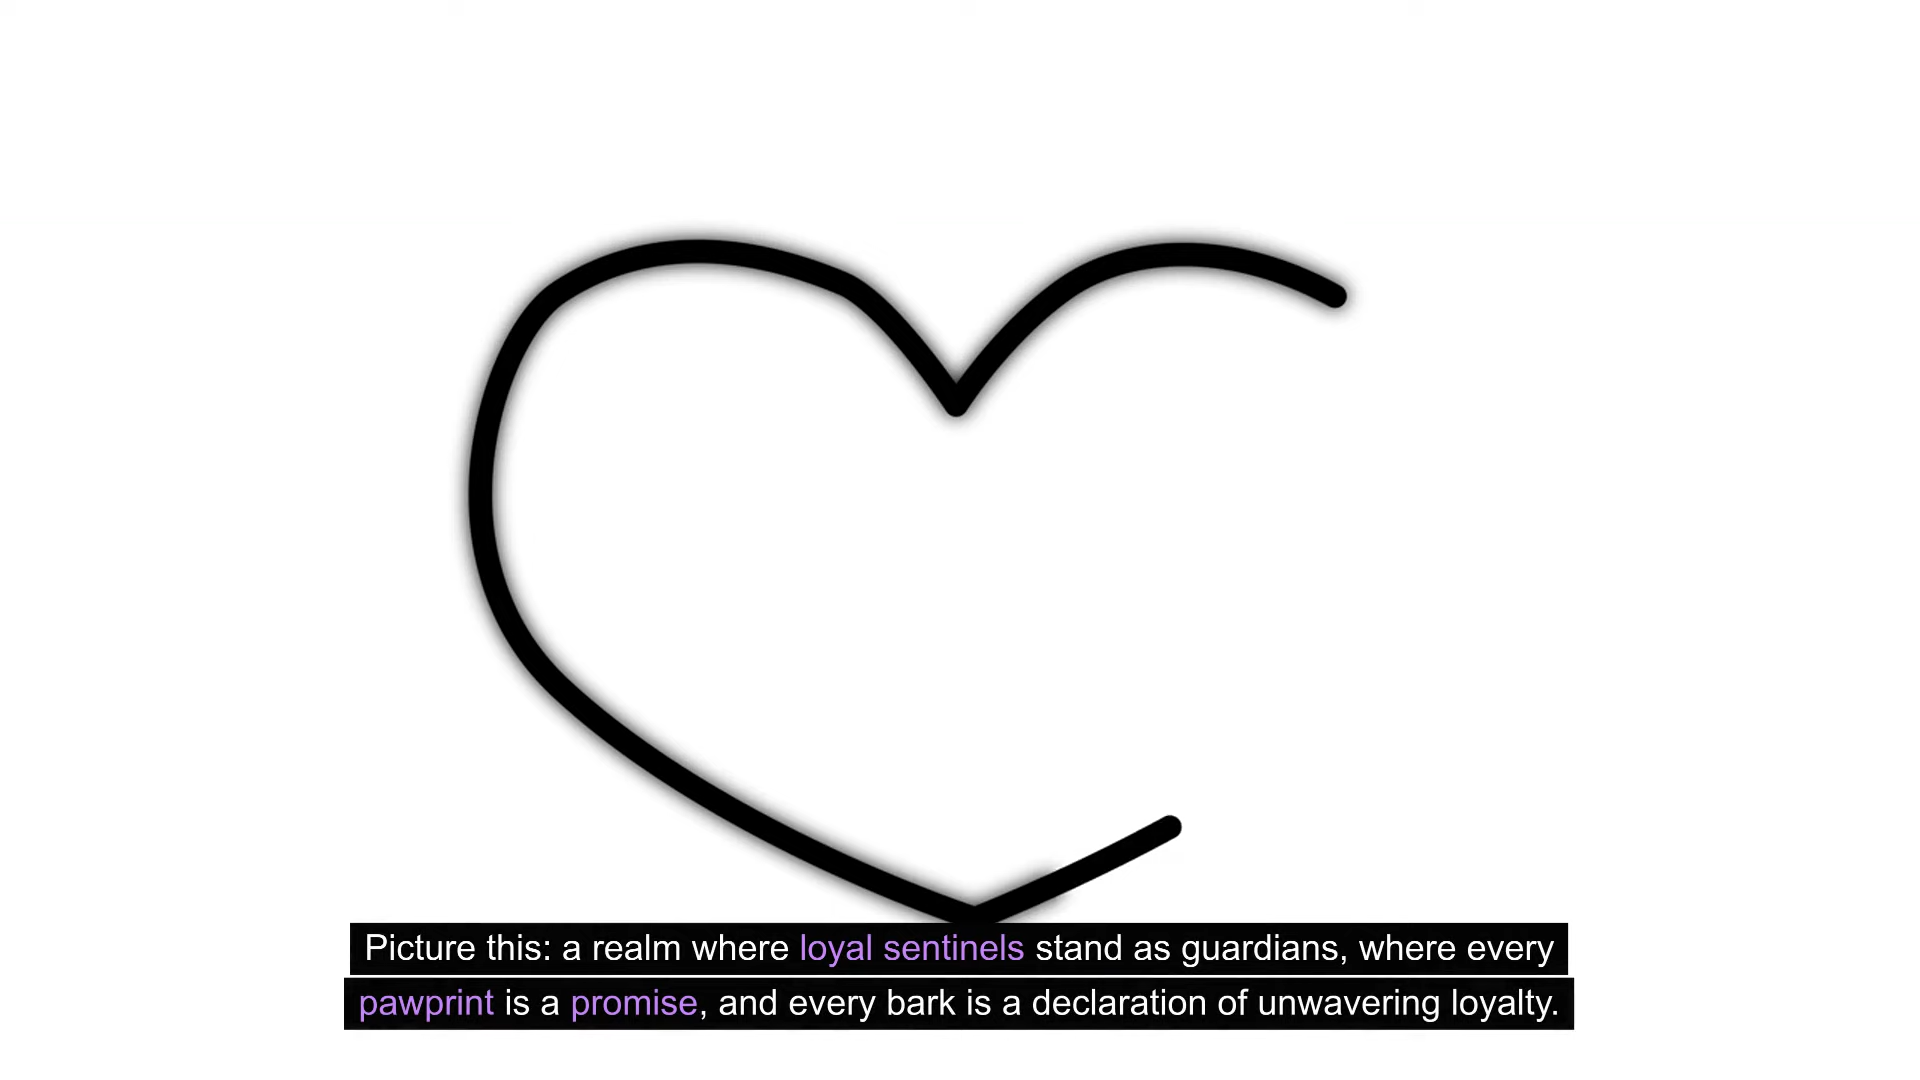 Picture this: a realm where loyal sentinels stand as guardians, where every
pawprint is a promise, and every bark is a declaration of unwavering loyalty.